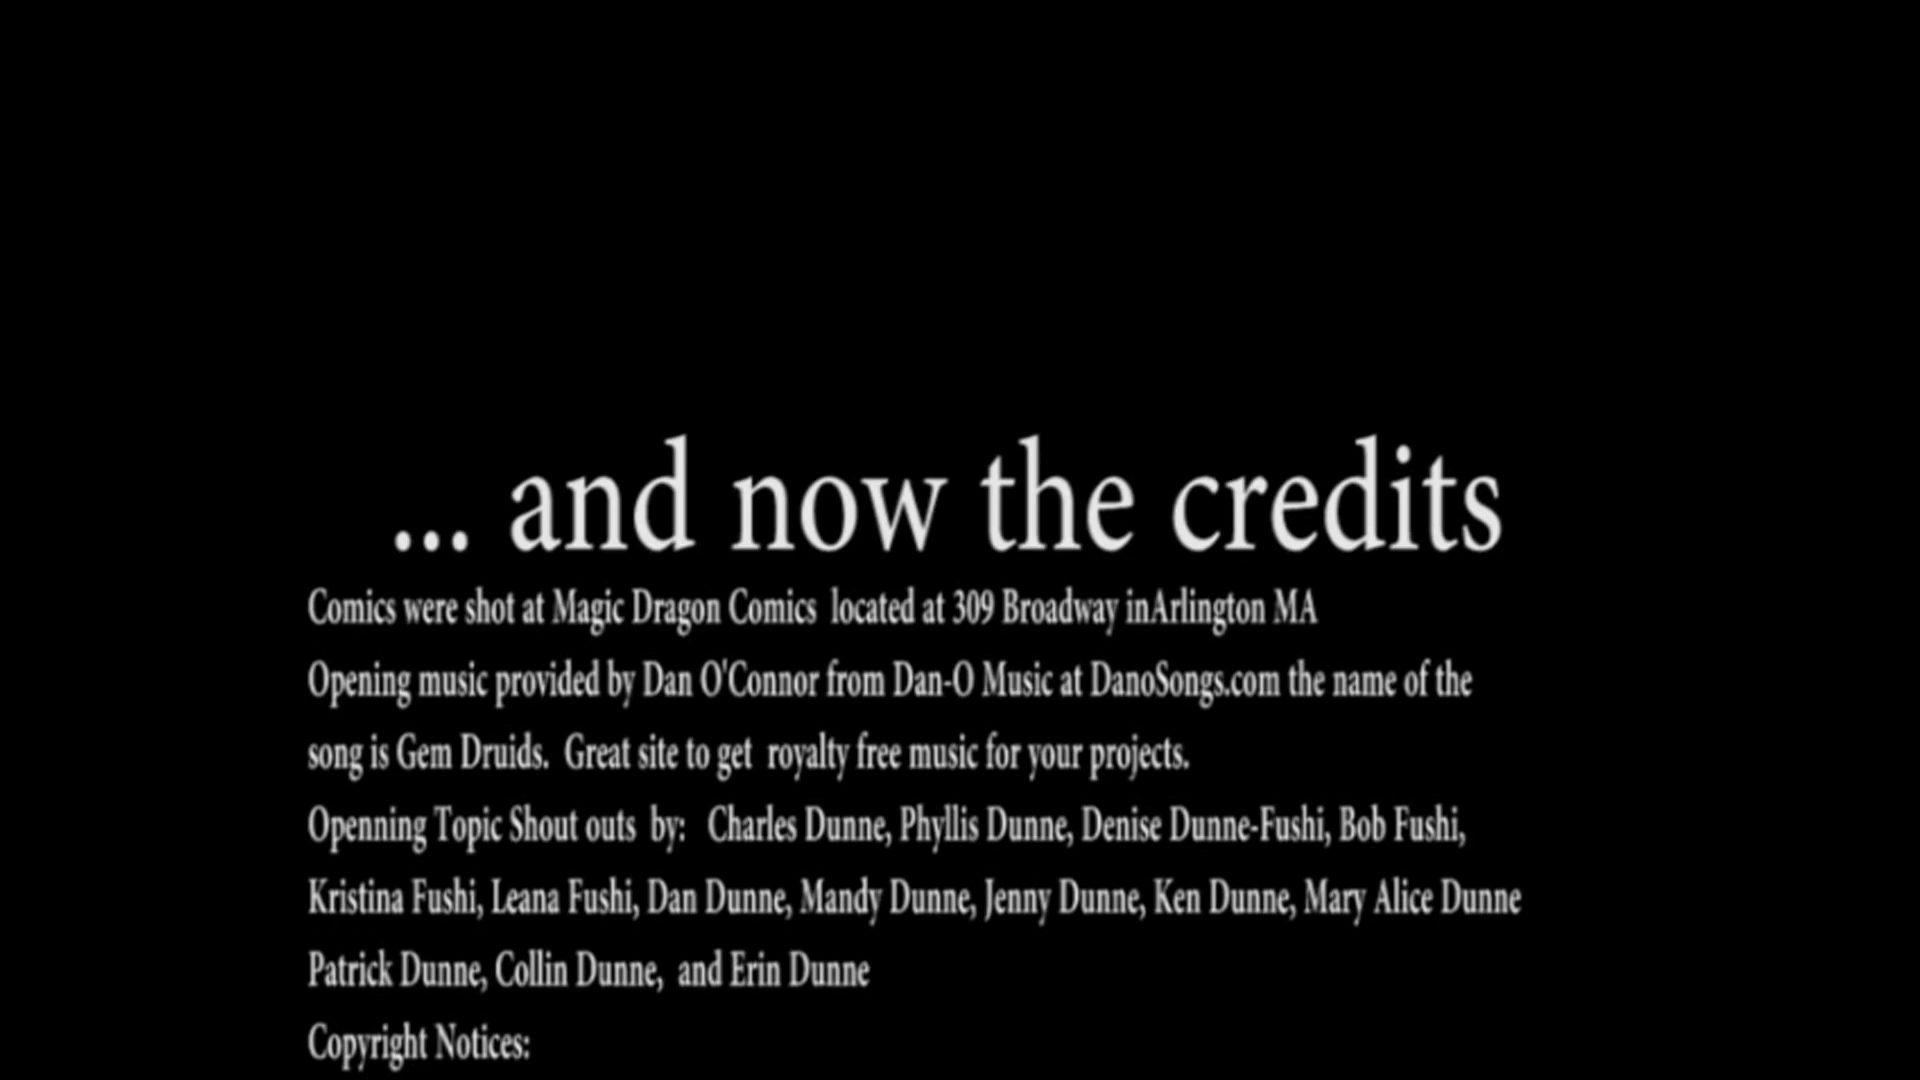 ... and now the credits
Comics were shot at Magic Dragon Comics  located at 309 Broadway inArlington MA
Opening music provided by Dan O'Connor from Dan-O Music at DanoSongs.com the name of the
song is Gem Druids.  Great site to get  royalty free music for your projects.
Openning Topic Shout outs  by:   Charles Dunne, Phyllis Dunne, Denise Dunne-Fushi, Bob Fushi,
Kristina Fushi, Leana Fushi, Dan Dunne, Mandy Dunne, Jenny Dunne, Ken Dunne, Mary Alice Dunne
Patrick Dunne, Collin Dunne,  and Erin Dunne
Copyright Notices: